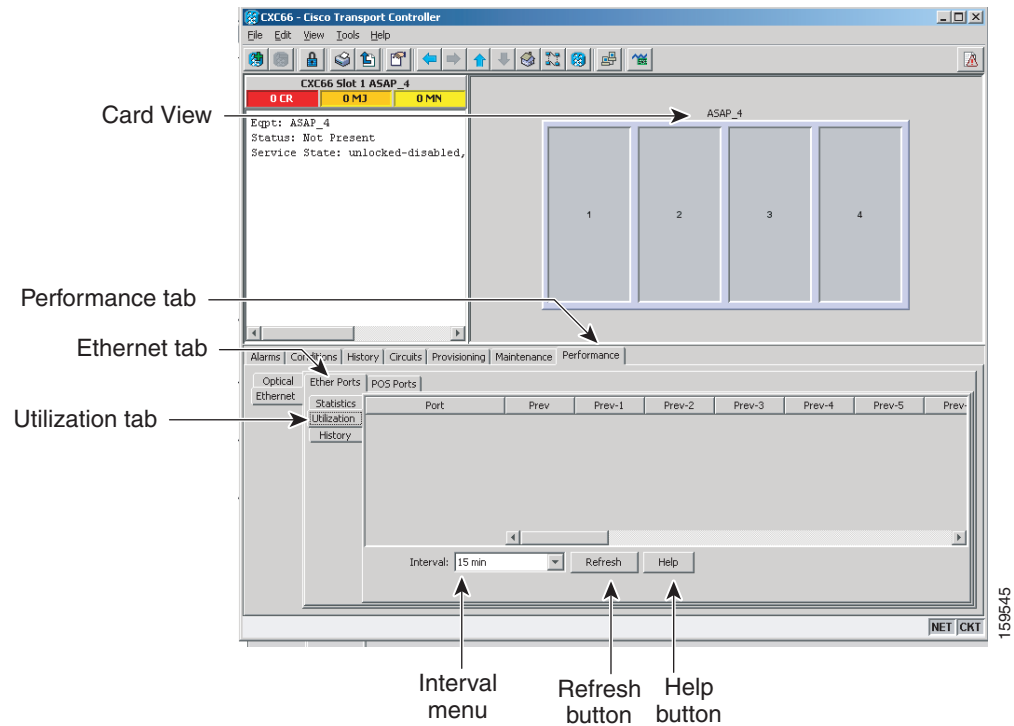 CXC66 - Cisco Transport Controller
File Edit View Tools Help
CXC66 Slot 1 ASAP_4
0 CR 0 MJ 0 MN
Eqpt: ASAP_4
Status: Not Present
Service State: unlocked-disabled,
Card View
ASAP_4
1 2 3 4
Performance tab
Ethernet tab
Alarms Conditions History Circuits Provisioning Maintenance Performance
Optical Ether Ports POS Ports
Ethernet
Statistics Port Prev Prev-1 Prev-2 Prev-3 Prev-4 Prev-5 Prev-
Utilization tab
Utilization
History
Interval: 15 min Refresh Help
NET CKT
159545
Interval
menu
Refresh
button
Help
button